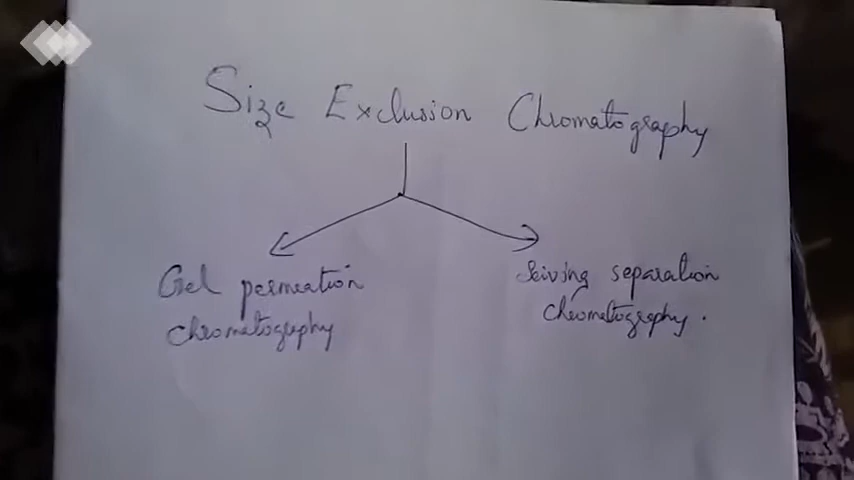 Size Exclusion Chromatography
Gel permeation
chromatography
Seiving separation
chromatography.